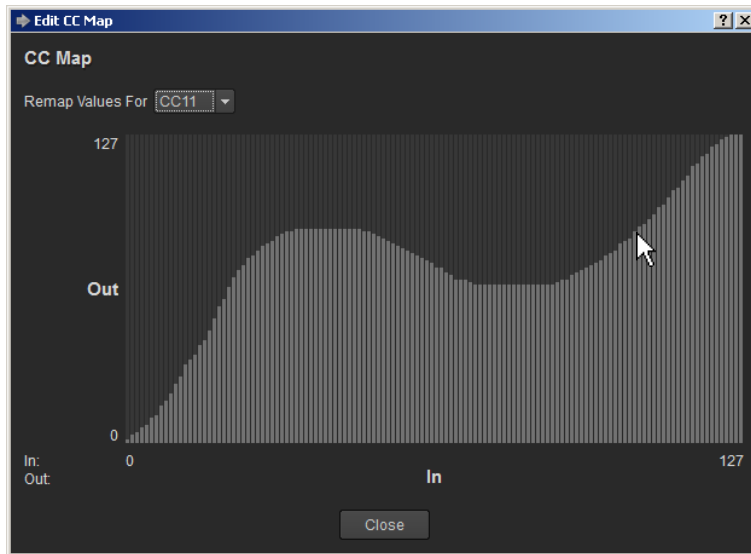 Edit CC Map
CC Map
Remap Values For CC11
127
Out
0
In:
Out:
0
127
In
Close